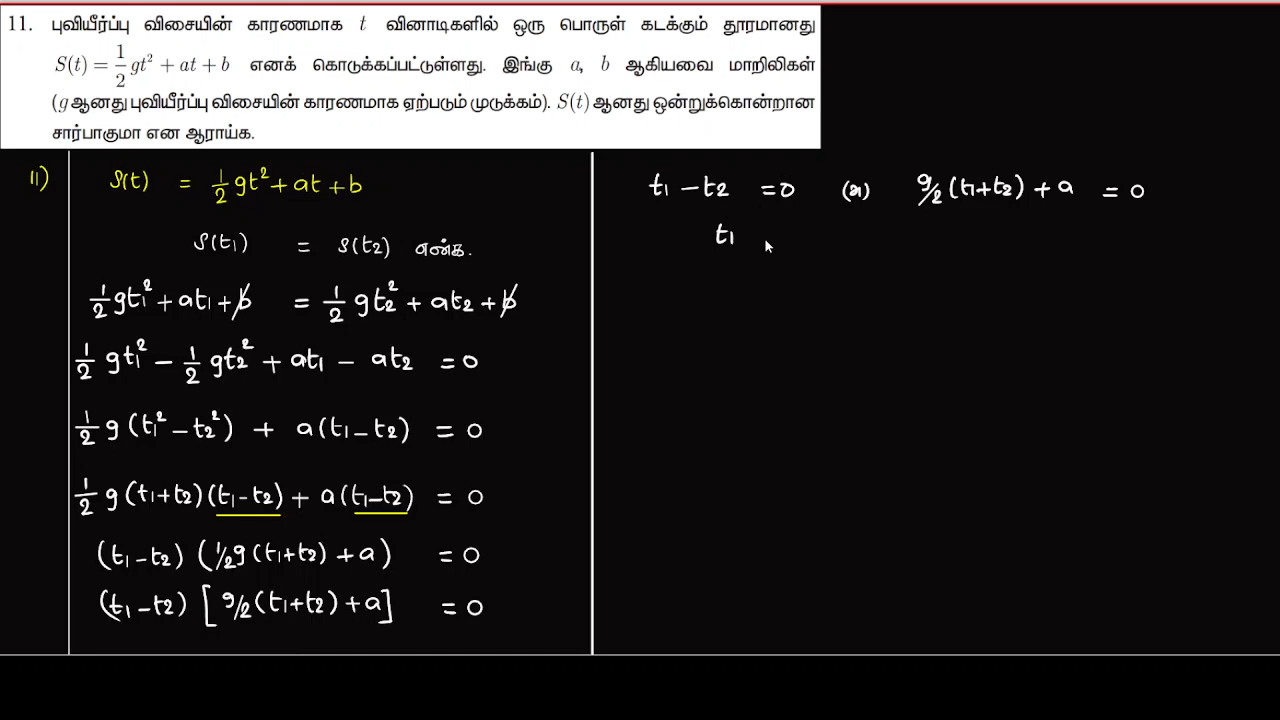 11. புவியீர்ப்பு விசையின் காரணமாக t வினாடிகளில் ஒரு பொருள் கடக்கும் தூரமானது
S(t) = 1/2 gt² + at + b எனக் கொடுக்கப்பட்டுள்ளது. இங்கு a, b ஆகியவை மாறிலிகள்
(g ஆனது புவியீர்ப்பு விசையின் காரணமாக ஏற்படும் முடுக்கம்). S(t) ஆனது ஒன்றுக்கொன்றான
சார்பாகுமா என ஆராய்க.
11) S(t) = 1/2 gt² + at + b
S(t₁) = S(t₂) என்க.
1/2 gt₁² + at₁ + b = 1/2 gt₂² + at₂ + b
1/2 gt₁² - 1/2 gt₂² + at₁ - at₂ = 0
1/2 g (t₁² - t₂²) + a(t₁ - t₂) = 0
1/2 g (t₁+t₂) (t₁-t₂) + a(t₁-t₂) = 0
(t₁-t₂) (1/2 g(t₁+t₂) + a) = 0
(t₁-t₂) [g/2 (t₁+t₂) + a] = 0
t₁ - t₂ = 0 (அ) g/2 (t₁+t₂) + a = 0
t₁